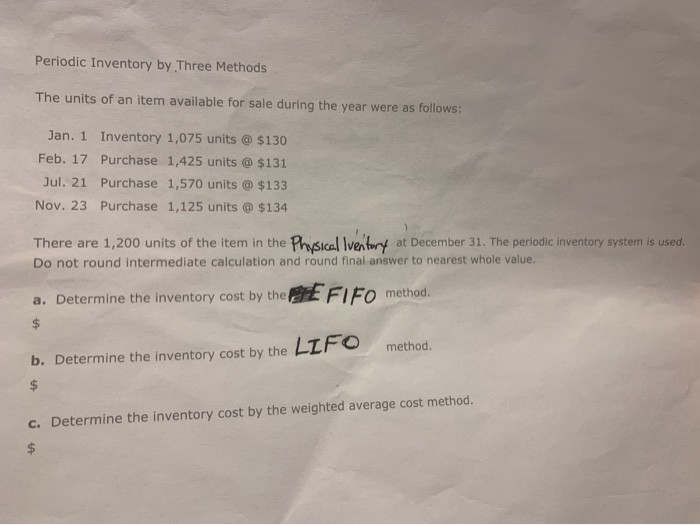 Periodic Inventory by Three Methods
The units of an item available for sale during the year were as follows:
Jan. 1 Inventory 1,075 units @ $130
Feb. 17 Purchase 1,425 units @ $131
Jul. 21 Purchase 1,570 units @ $133
Nov. 23 Purchase 1,125 units @ $134
There are 1,200 units of the item in the Physical Iventory at December 31. The periodic inventory system is used.
Do not round intermediate calculation and round final answer to nearest whole value.
a. Determine the inventory cost by the FIFO method.
$
b. Determine the inventory cost by the LIFO method.
$
c. Determine the inventory cost by the weighted average cost method.
$